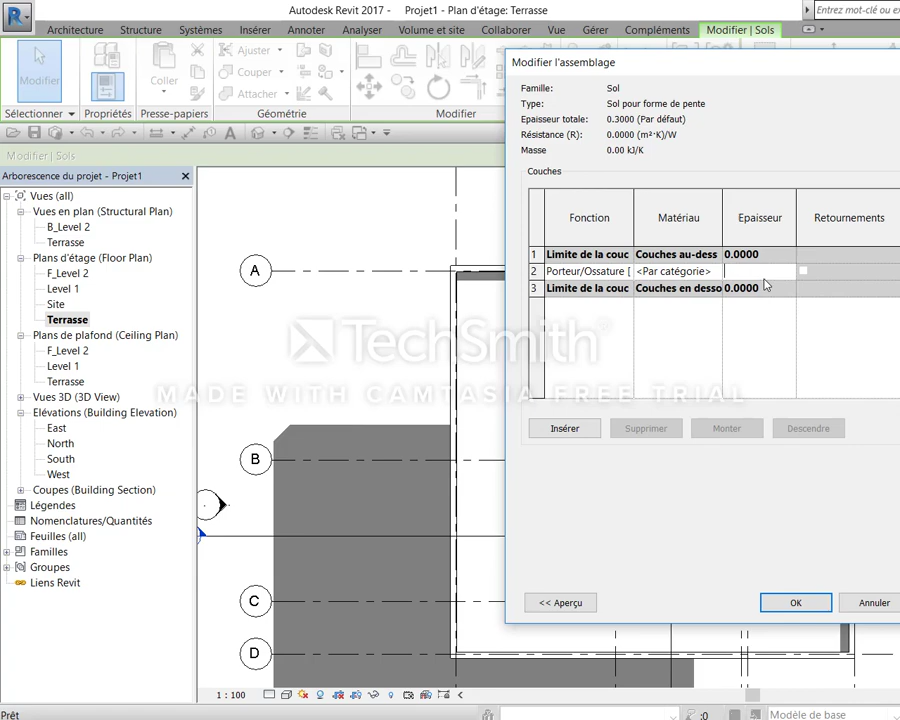 Autodesk Revit 2017 - Projet1 - Plan d'étage: Terrasse
Entrez mot-clé ou
Architecture Structure Systèmes Insérer Annoter Analyser Volume et site Collaborer Vue Gérer Compléments Modifier | Sols
Modifier
Coller
Ajuster
Couper
Attacher
Sélectionner Propriétés Presse-papiers Géométrie Modifier
Modifier | Sols
Arborescence du projet - Projet1
Vues (all)
Vues en plan (Structural Plan)
B_Level 2
Terrasse
Plans d'étage (Floor Plan)
F_Level 2
Level 1
Site
Terrasse
Plans de plafond (Ceiling Plan)
F_Level 2
Level 1
Terrasse
Vues 3D (3D View)
Elévations (Building Elevation)
East
North
South
West
Coupes (Building Section)
Légendes
Nomenclatures/Quantités
Feuilles (all)
Familles
Groupes
Liens Revit
A
B
C
D
TechSmith
MADE WITH CAMTASIA FREE TRIAL
Modifier l'assemblage
Famille: Sol
Type: Sol pour forme de pente
Epaisseur totale: 0.3000 (Par défaut)
Résistance (R): 0.0000 (m²·K)/W
Masse 0.00 kJ/K
Couches
Fonction Matériau Epaisseur Retournements
1 Limite de la couc Couches au-dess 0.0000
2 Porteur/Ossature [ <Par catégorie>
3 Limite de la couc Couches en desso 0.0000
Insérer Supprimer Monter Descendre
<< Aperçu OK Annuler
1 : 100
Prêt
:0
Modèle de base